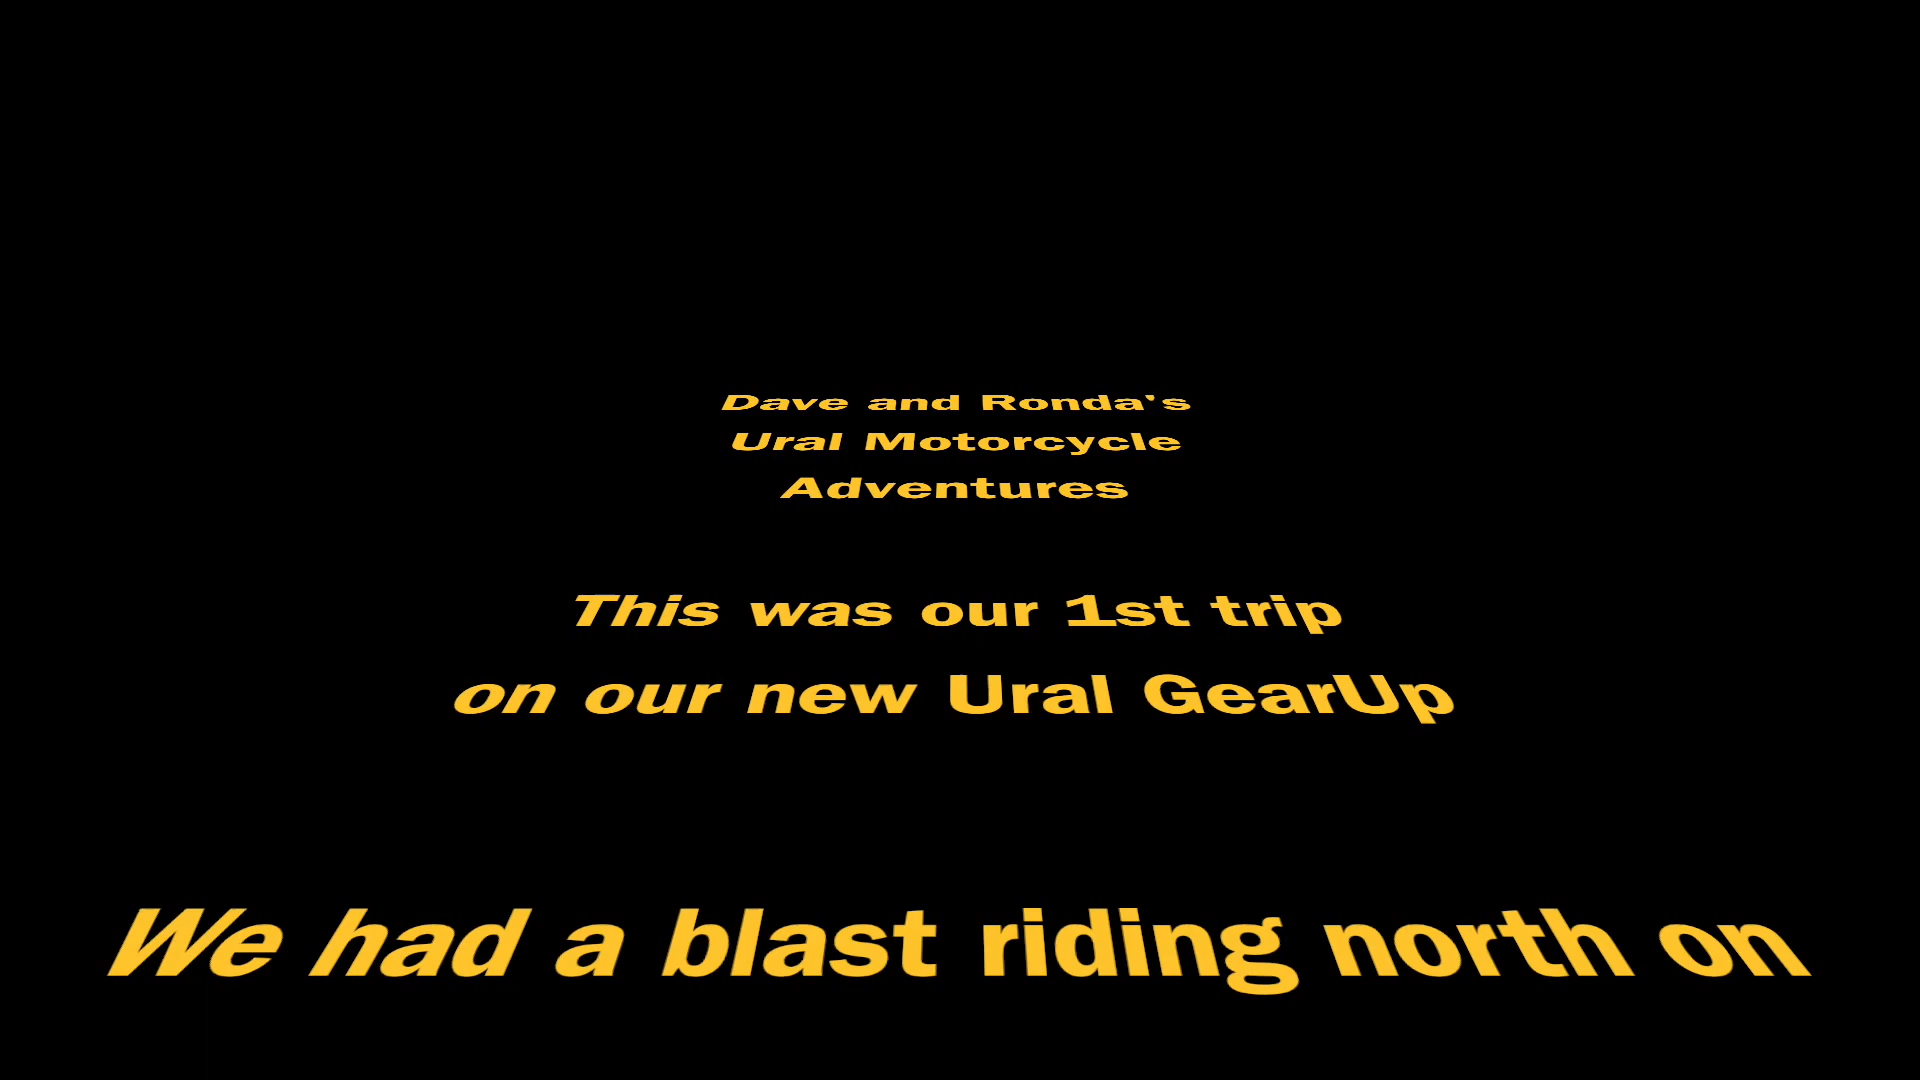 Dave and Ronda's
Ural Motorcycle
Adventures
This was our 1st trip
on our new Ural GearUp
We had a blast riding north on